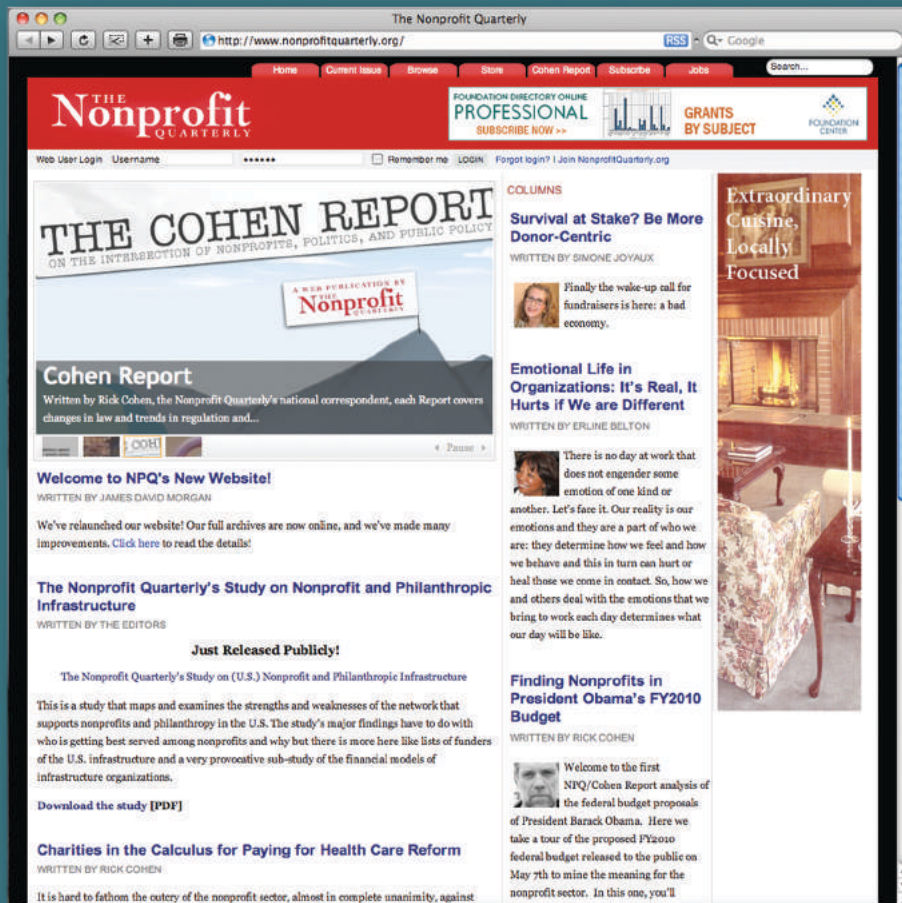 The Nonprofit Quarterly
http://www.nonprofitquarterly.org/
RSS
Google
Home
Current Issue
Browse
Store
Cohen Report
Subscribe
Jobs
Search...
THE
Nonprofit
QUARTERLY
FOUNDATION DIRECTORY ONLINE
PROFESSIONAL
SUBSCRIBE NOW >>
GRANTS
BY SUBJECT
FOUNDATION
CENTER
Web User Login Username •••••• Remember me LOGIN Forgot login? | Join NonprofitQuarterly.org
THE COHEN REPORT
ON THE INTERSECTION OF NONPROFITS, POLITICS, AND PUBLIC POLICY
A WEB PUBLICATION BY
THE
Nonprofit
QUARTERLY
Cohen Report
Written by Rick Cohen, the Nonprofit Quarterly's national correspondent, each Report covers
changes in law and trends in regulation and...
COH
Pause
Welcome to NPQ's New Website!
WRITTEN BY JAMES DAVID MORGAN
We've relaunched our website! Our full archives are now online, and we've made many
improvements. Click here to read the details!
The Nonprofit Quarterly's Study on Nonprofit and Philanthropic
Infrastructure
WRITTEN BY THE EDITORS
Just Released Publicly!
The Nonprofit Quarterly's Study on (U.S.) Nonprofit and Philanthropic Infrastructure
This is a study that maps and examines the strengths and weaknesses of the network that
supports nonprofits and philanthropy in the U.S. The study's major findings have to do with
who is getting best served among nonprofits and why but there is more here like lists of funders
of the U.S. infrastructure and a very provocative sub-study of the financial models of
infrastructure organizations.
Download the study [PDF]
Charities in the Calculus for Paying for Health Care Reform
WRITTEN BY RICK COHEN
It is hard to fathom the outcry of the nonprofit sector, almost in complete unanimity, against
COLUMNS
Survival at Stake? Be More
Donor-Centric
WRITTEN BY SIMONE JOYAUX
Finally the wake-up call for
fundraisers is here: a bad
economy.
Emotional Life in
Organizations: It's Real, It
Hurts if We are Different
WRITTEN BY ERLINE BELTON
There is no day at work that
does not engender some
emotion of one kind or
another. Let's face it. Our reality is our
emotions and they are a part of who we
are: they determine how we feel and how
we behave and this in turn can hurt or
heal those we come in contact. So, how we
and others deal with the emotions that we
bring to work each day determines what
our day will be like.
Finding Nonprofits in
President Obama's FY2010
Budget
WRITTEN BY RICK COHEN
Welcome to the first
NPQ/Cohen Report analysis of
the federal budget proposals
of President Barack Obama. Here we
take a tour of the proposed FY2010
federal budget released to the public on
May 7th to mine the meaning for the
nonprofit sector. In this one, you'll
Extraordinary
Cuisine,
Locally
Focused